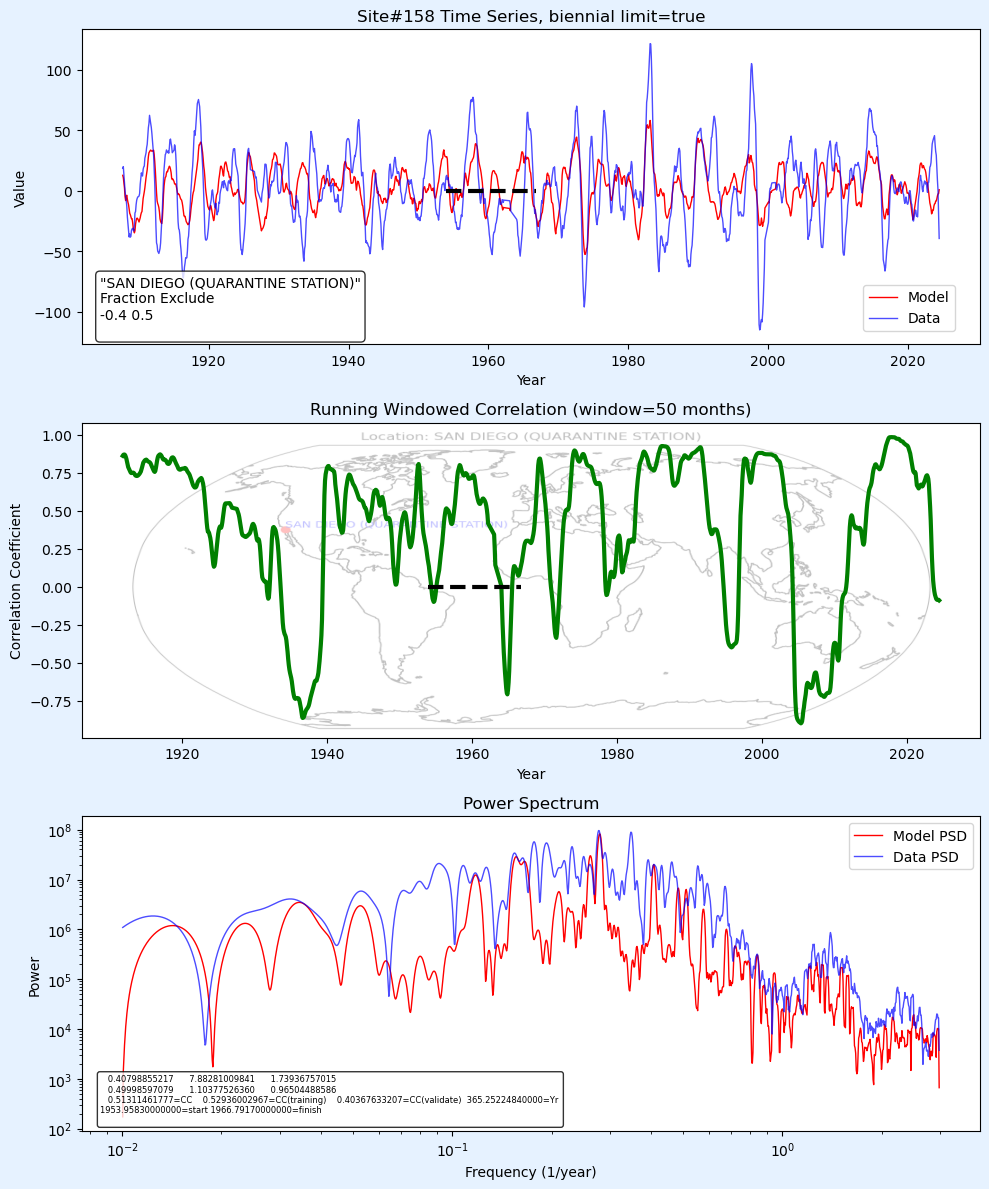 Site#158 Time Series, biennial limit=true
Value
100
50
0
−50
−100
"SAN DIEGO (QUARANTINE STATION)"
Fraction Exclude
-0.4 0.5
Model
Data
1920 1940 1960 1980 2000 2020
Year
Running Windowed Correlation (window=50 months)
Correlation Coefficient
Location: SAN DIEGO (QUARANTINE STATION)
SAN DIEGO (QUARANTINE STATION)
1.00
0.75
0.50
0.25
0.00
−0.25
−0.50
−0.75
1920 1940 1960 1980 2000 2020
Year
Power Spectrum
Power
10^8
10^7
10^6
10^5
10^4
10^3
10^2
Model PSD
Data PSD
0.40798855217 7.88281009841 1.73936757015
0.49998597079 1.10377526360 0.96504488586
0.51311461777=CC 0.52936002967=CC(training) 0.40367633207=CC(validate) 365.25224840000=Yr
1953.95830000000=start 1966.79170000000=finish
10^−2 10^−1 10^0
Frequency (1/year)